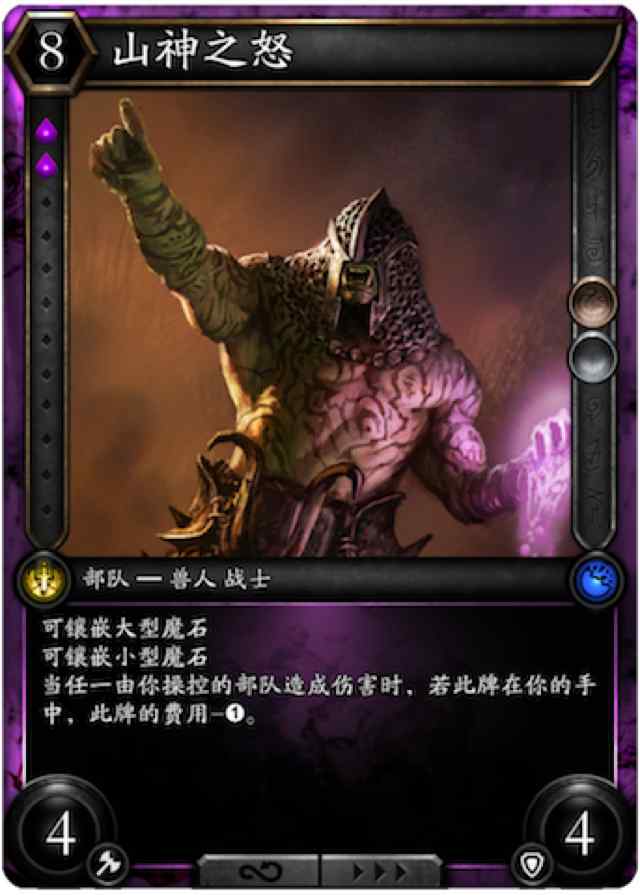 8
山神之怒
部队 — 兽人 战士
可镶嵌大型魔石
可镶嵌小型魔石
当任一由你操控的部队造成伤害时，若此牌在你的手
中，此牌的费用-❶。
4
4